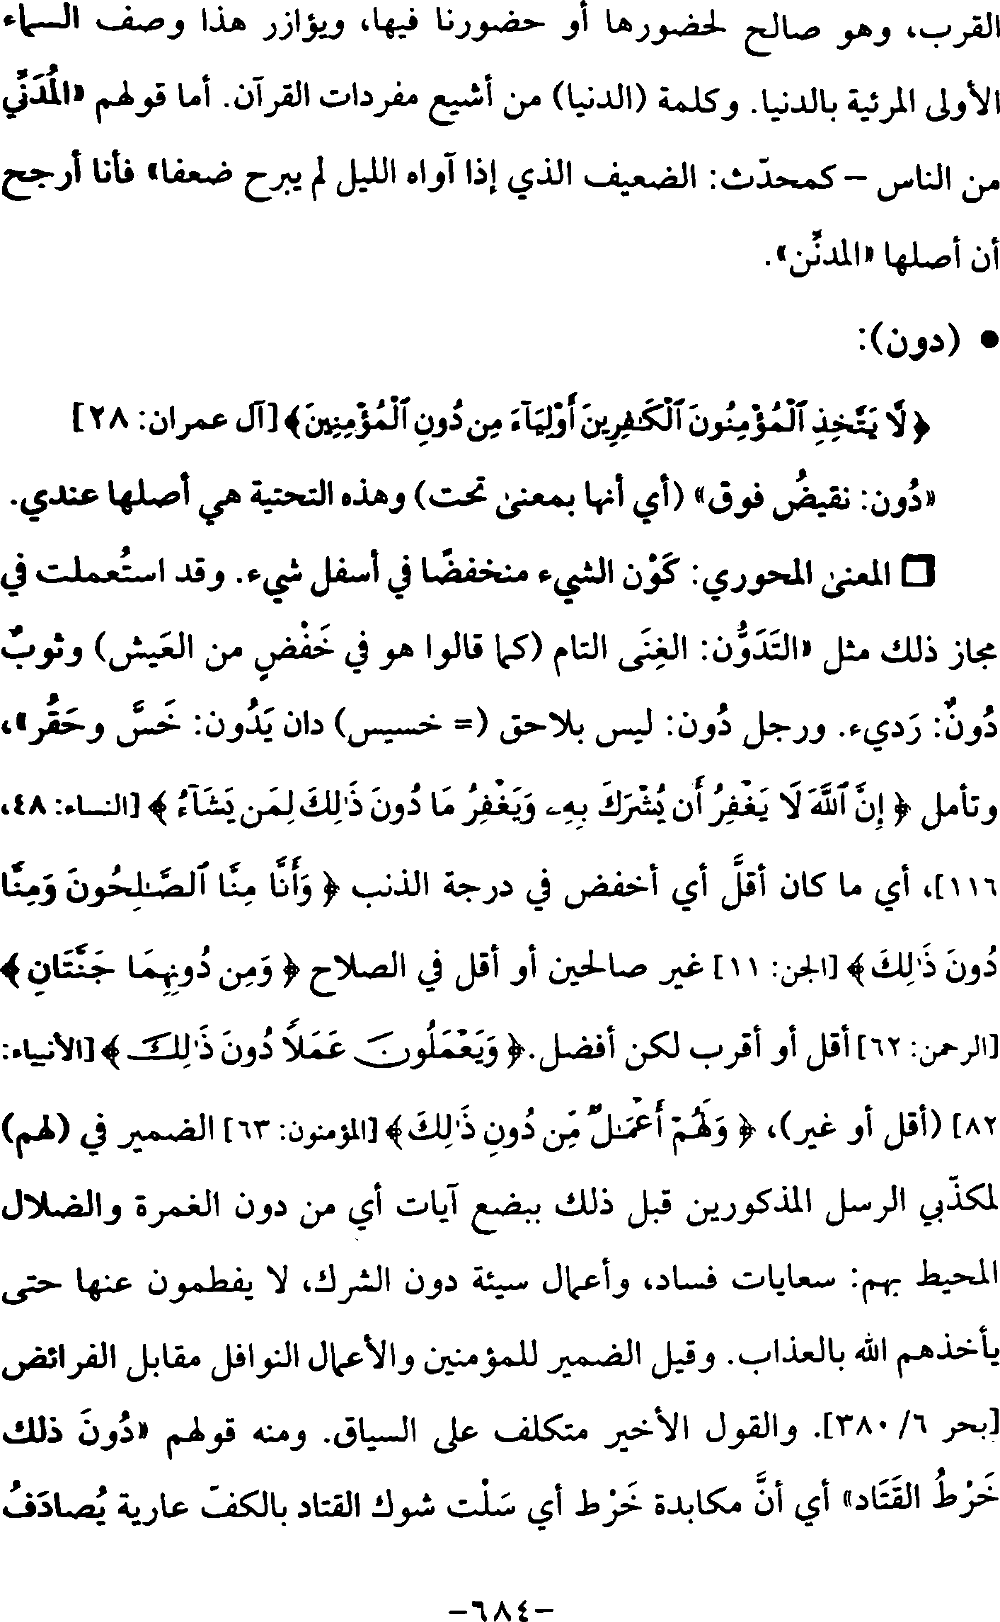 القرب، وهو صالح لحضورها أو حضورنا فيها، ويؤازر هذا وصف السماء
الأولى المرئية بالدنيا. وكلمة (الدنيا) من أشيع مفردات القرآن. أما قولهم «المُدَنِّي
من الناس – كمحدّث: الضعيف الذي إذا آواه الليل لم يبرح ضعفا» فأنا أرجح
أن أصلها «المدنِّن».
• (دون):
﴿لَّا يَتَّخِذِ ٱلْمُؤْمِنُونَ ٱلْكَـٰفِرِينَ أَوْلِيَآءَ مِن دُونِ ٱلْمُؤْمِنِينَ﴾ [آل عمران: ٢٨]
«دُون: نقيضُ فوق» (أي أنها بمعنىٰ تحت) وهذه التحتية هي أصلها عندي.
❏ المعنىٰ المحوري: كَوْن الشيء منخفضًا في أسفل شيء. وقد استُعملت في
مجاز ذلك مثل «التَدَوُّن: الغِنَى التام (كما قالوا هو في خَفْضٍ من العَيش) وثوبٌ
دُونٌ: رَديء. ورجل دُون: ليس بلاحق (= خسيس) دان يَدُون: خَسَّ وحَقُر»،
وتأمل ﴿إِنَّ ٱللَّهَ لَا يَغْفِرُ أَن يُشْرَكَ بِهِۦ وَيَغْفِرُ مَا دُونَ ذَٰلِكَ لِمَن يَشَآءُ﴾ [النساء: ٤٨،
١١٦]، أي ما كان أقلَّ أي أخفض في درجة الذنب ﴿وَأَنَّا مِنَّا ٱلصَّـٰلِحُونَ وَمِنَّا
دُونَ ذَٰلِكَ﴾ [الجن: ١١] غير صالحين أو أقل في الصلاح ﴿وَمِن دُونِهِمَا جَنَّتَانِ﴾
[الرحمن: ٦٢] أقل أو أقرب لكن أفضل. ﴿وَيَعْمَلُونَ عَمَلًا دُونَ ذَٰلِكَ﴾ [الأنبياء:
٨٢] (أقل أو غير)، ﴿وَلَهُمْ أَعْمَـٰلٌ مِّن دُونِ ذَٰلِكَ﴾ [المؤمنون: ٦٣] الضمير في (لهم)
لمكذّبي الرسل المذكورين قبل ذلك ببضع آيات أي من دون الغمرة والضلال
المحيط بهم: سعايات فساد، وأعمال سيئة دون الشرك، لا يفطمون عنها حتى
يأخذهم الله بالعذاب. وقيل الضمير للمؤمنين والأعمال النوافل مقابل الفرائض
[بحر ٦/ ٣٨٠]. والقول الأخير متكلف على السياق. ومنه قولهم «دُونَ ذلك
خَرْطُ القَتَاد» أي أنَّ مكابدة خَرْط أي سَلْت شوك القتاد بالكفّ عارية يُصادَفُ
-٦٨٤-